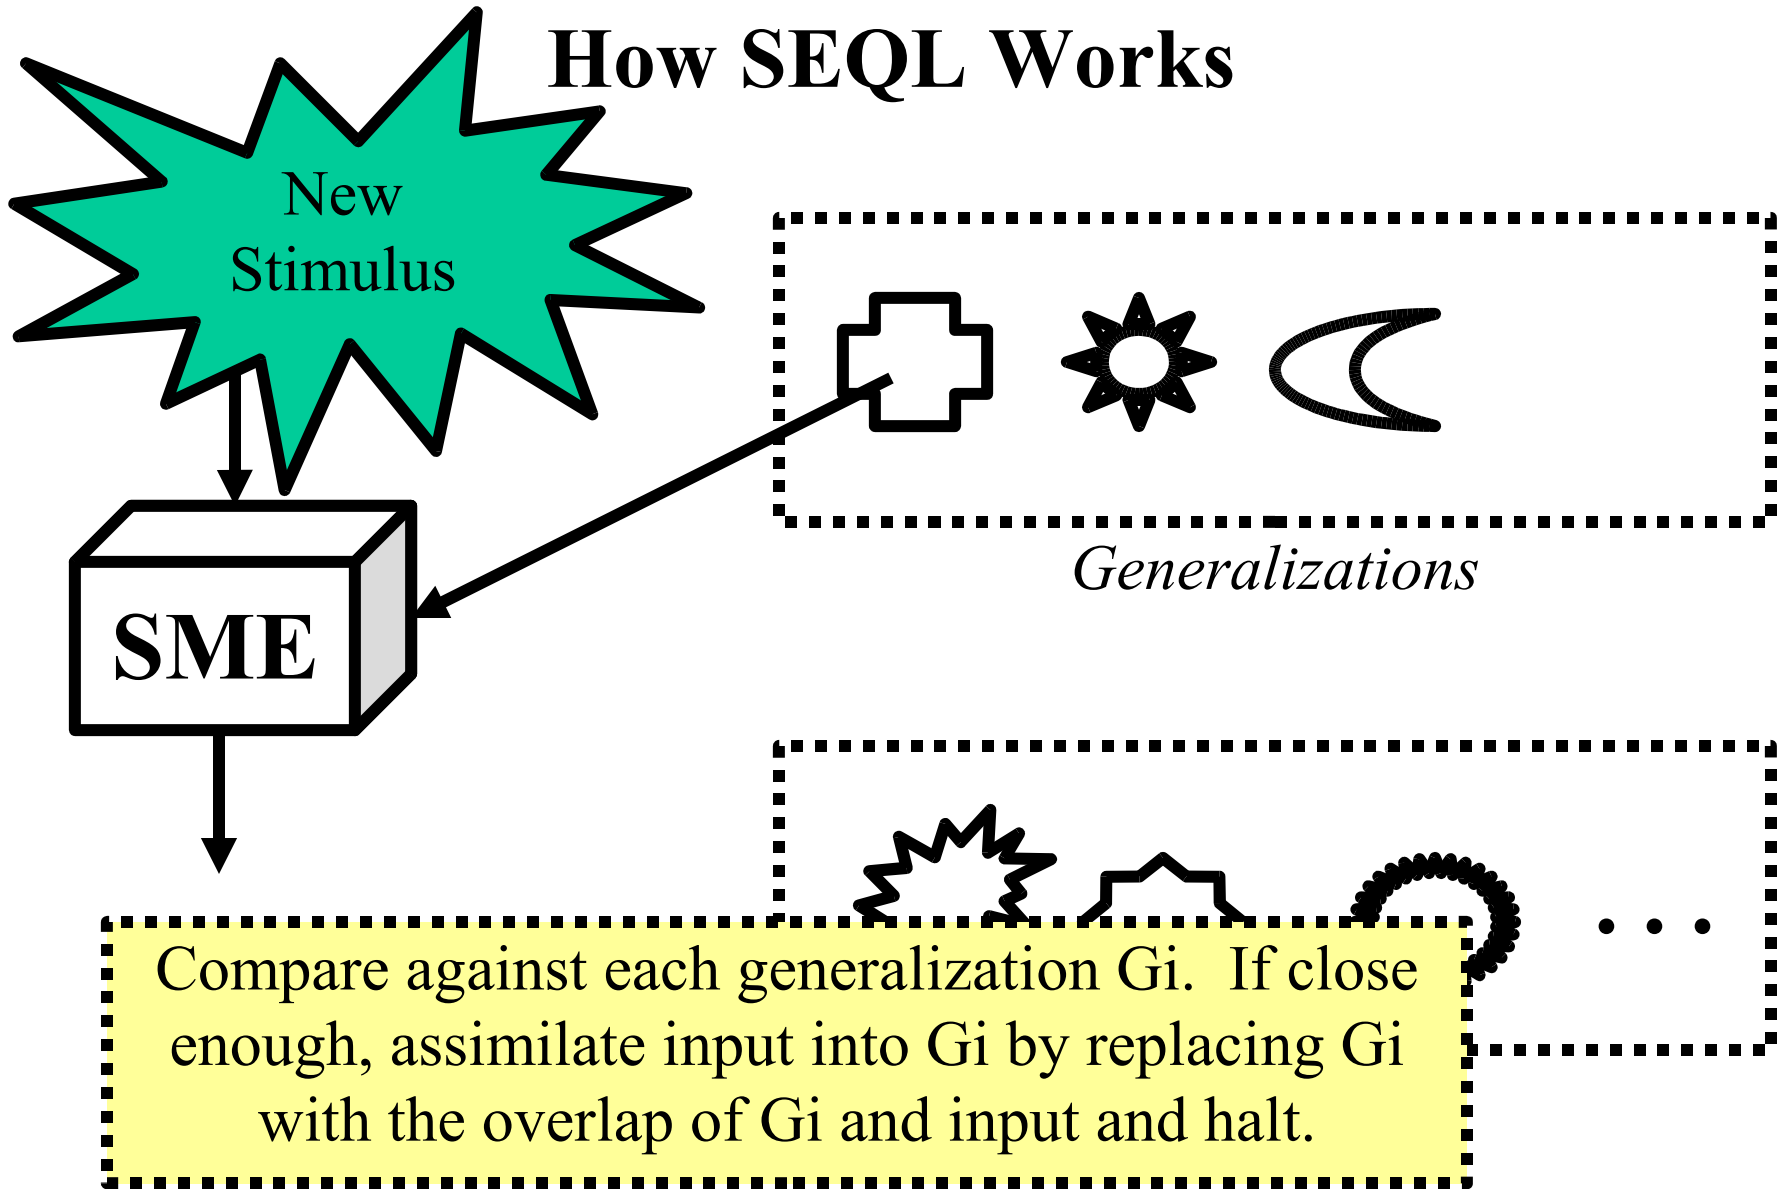 How SEQL Works
New
Stimulus
Generalizations
SME
Compare against each generalization Gi.  If close
enough, assimilate input into Gi by replacing Gi
with the overlap of Gi and input and halt.
. . .